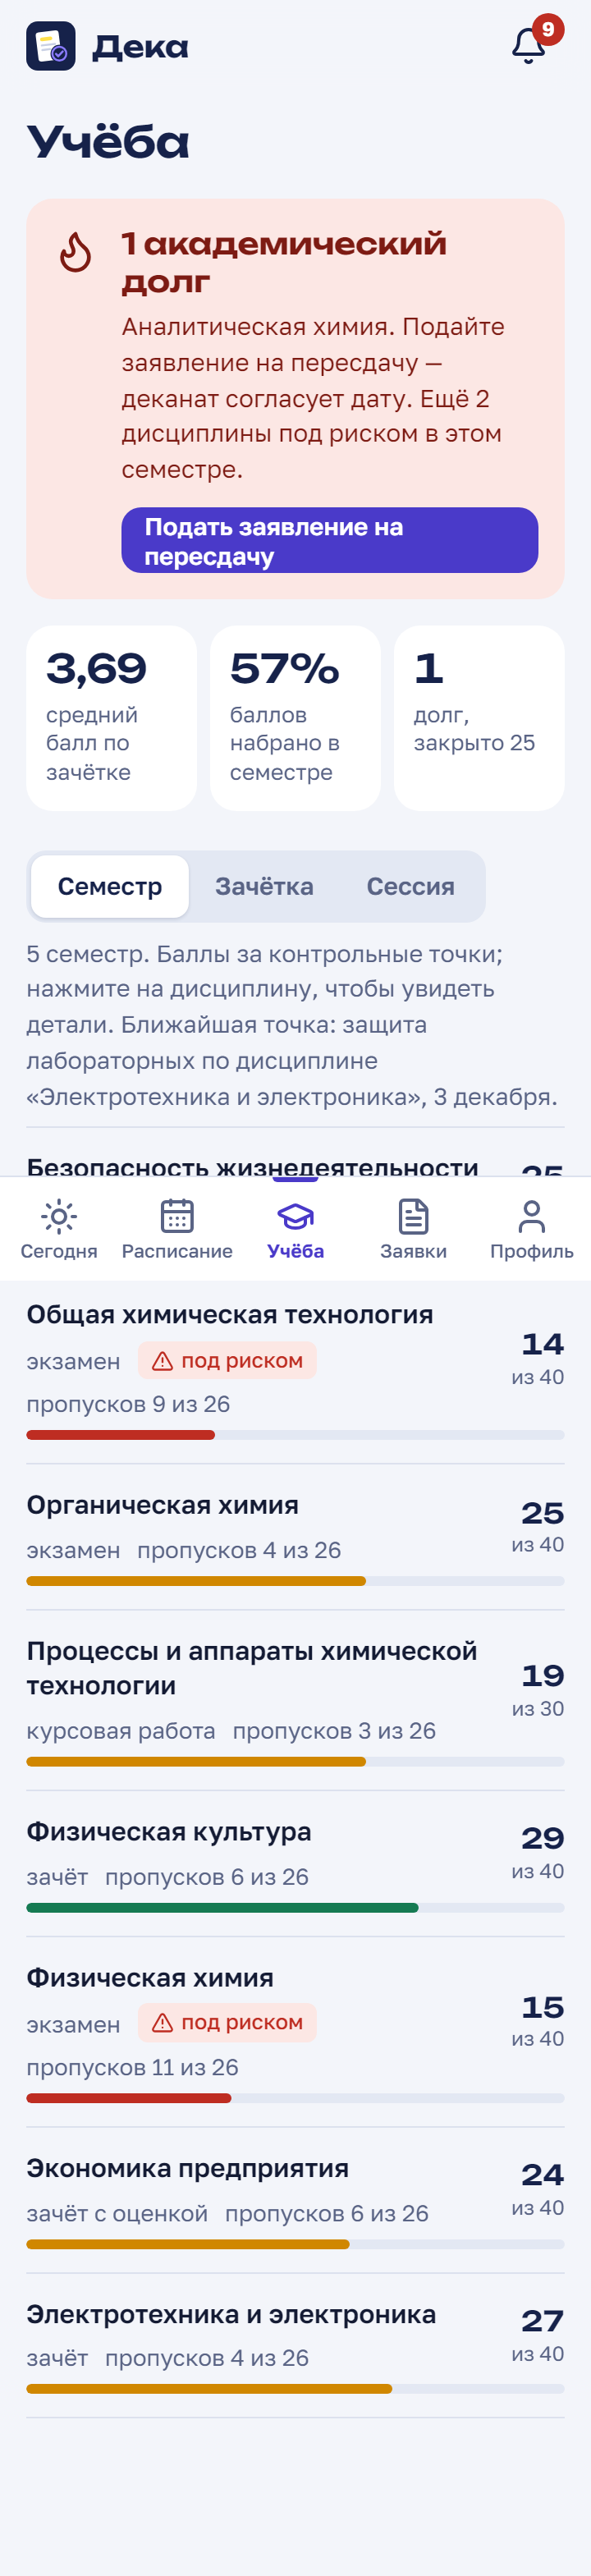 Дека
9
Учёба
1 академический
долг
Аналитическая химия. Подайте
заявление на пересдачу —
деканат согласует дату. Ещё 2
дисциплины под риском в этом
семестре.
Подать заявление на
пересдачу
3,69
средний
балл по
зачётке
57%
баллов
набрано в
семестре
1
долг,
закрыто 25
Семестр Зачётка Сессия
5 семестр. Баллы за контрольные точки;
нажмите на дисциплину, чтобы увидеть
детали. Ближайшая точка: защита
лабораторных по дисциплине
«Электротехника и электроника», 3 декабря.
Безопасность жизнедеятельности
Сегодня Расписание Учёба Заявки Профиль
Общая химическая технология
14
экзамен под риском
из 40
пропусков 9 из 26
Органическая химия
25
экзамен пропусков 4 из 26
из 40
Процессы и аппараты химической
технологии
19
из 30
курсовая работа пропусков 3 из 26
Физическая культура
29
зачёт пропусков 6 из 26
из 40
Физическая химия
15
экзамен под риском
из 40
пропусков 11 из 26
Экономика предприятия
24
зачёт с оценкой пропусков 6 из 26
из 40
Электротехника и электроника
27
зачёт пропусков 4 из 26
из 40